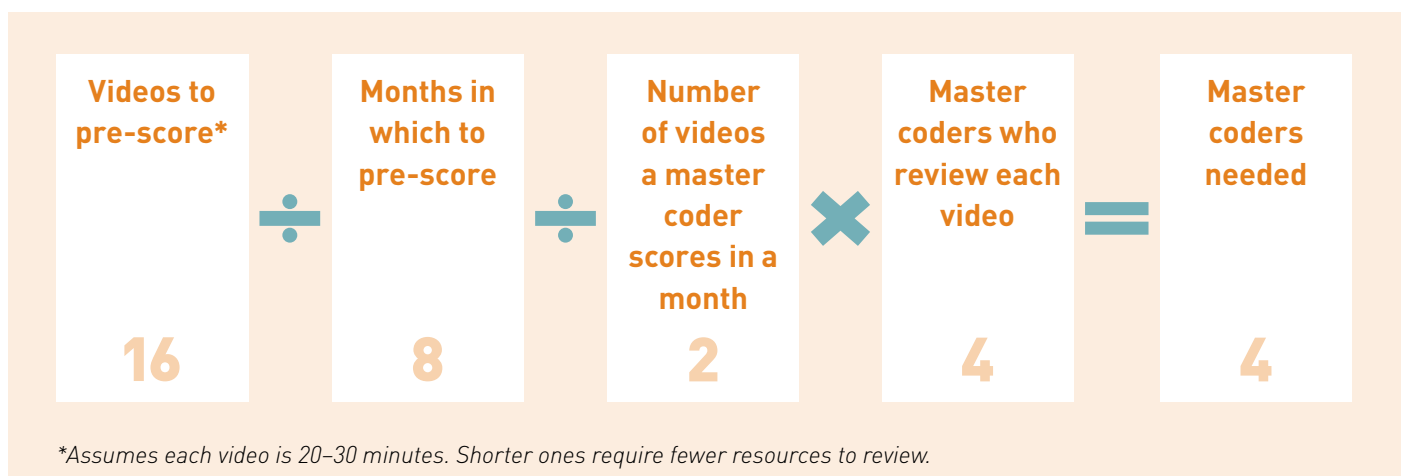 Videos to
pre-score*
16
÷
Months in
which to
pre-score
8
÷
Number
of videos
a master
coder
scores in a
month
2
×
Master
coders who
review each
video
4
=
Master
coders
needed
4
*Assumes each video is 20–30 minutes. Shorter ones require fewer resources to review.